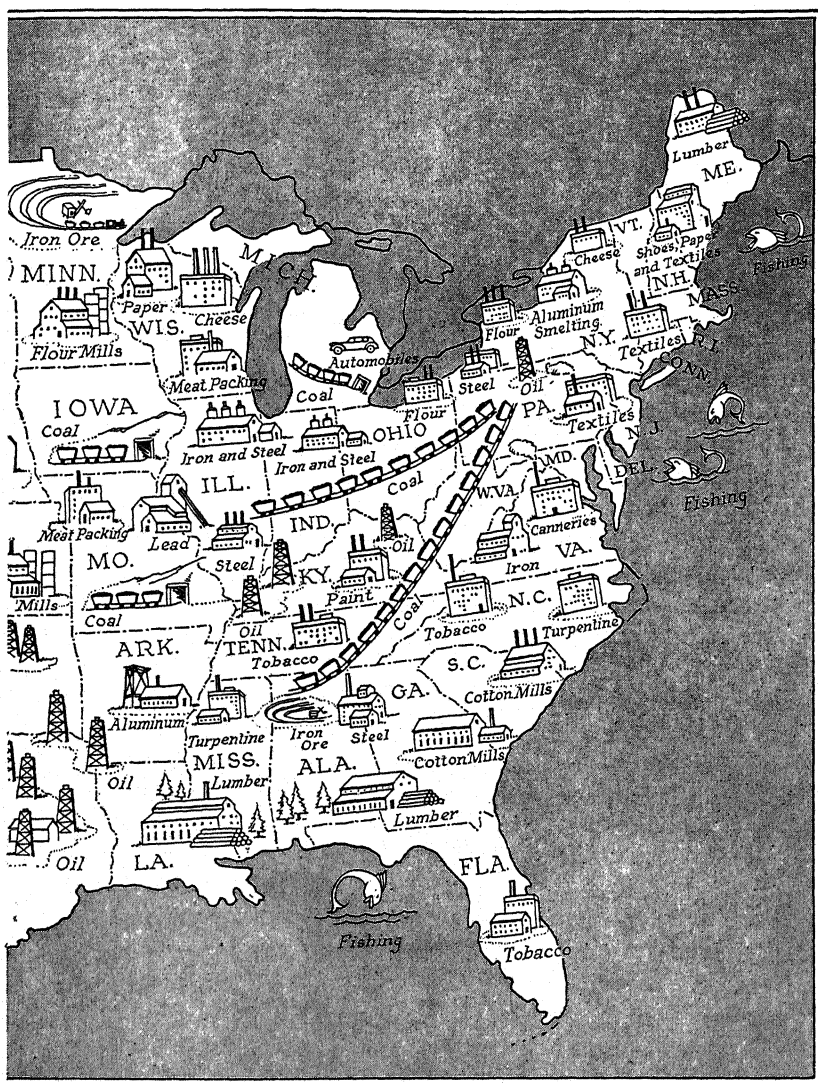 Lumber
ME.
Iron Ore
MICH.
VT.
Cheese
Shoes, Paper
and Textiles
Fishing
MINN.
N.H.
Paper
MASS.
Cheese
WIS.
Flour
Aluminum
Smelting
Flour Mills
N.Y.
Textiles
R.I.
CONN.
Automobiles
Meat Packing
Steel
Oil
Coal
IOWA
Flour
PA.
Textiles
Coal
OHIO
N.J.
Iron and Steel
Iron and Steel
MD.
DEL.
ILL.
Coal
W.VA.
Fishing
IND.
Canneries
Meat Packing
Lead
Oil
VA.
MO.
Steel
Iron
KY.
Mills
Paint
N.C.
Coal
Coal
Oil
Tobacco
Turpentine
ARK.
TENN.
Tobacco
S.C.
GA.
Cotton Mills
Aluminum
Turpentine
Iron
Ore
Steel
MISS.
ALA.
Cotton Mills
Oil
Lumber
Lumber
Oil
LA.
FLA.
Fishing
Tobacco